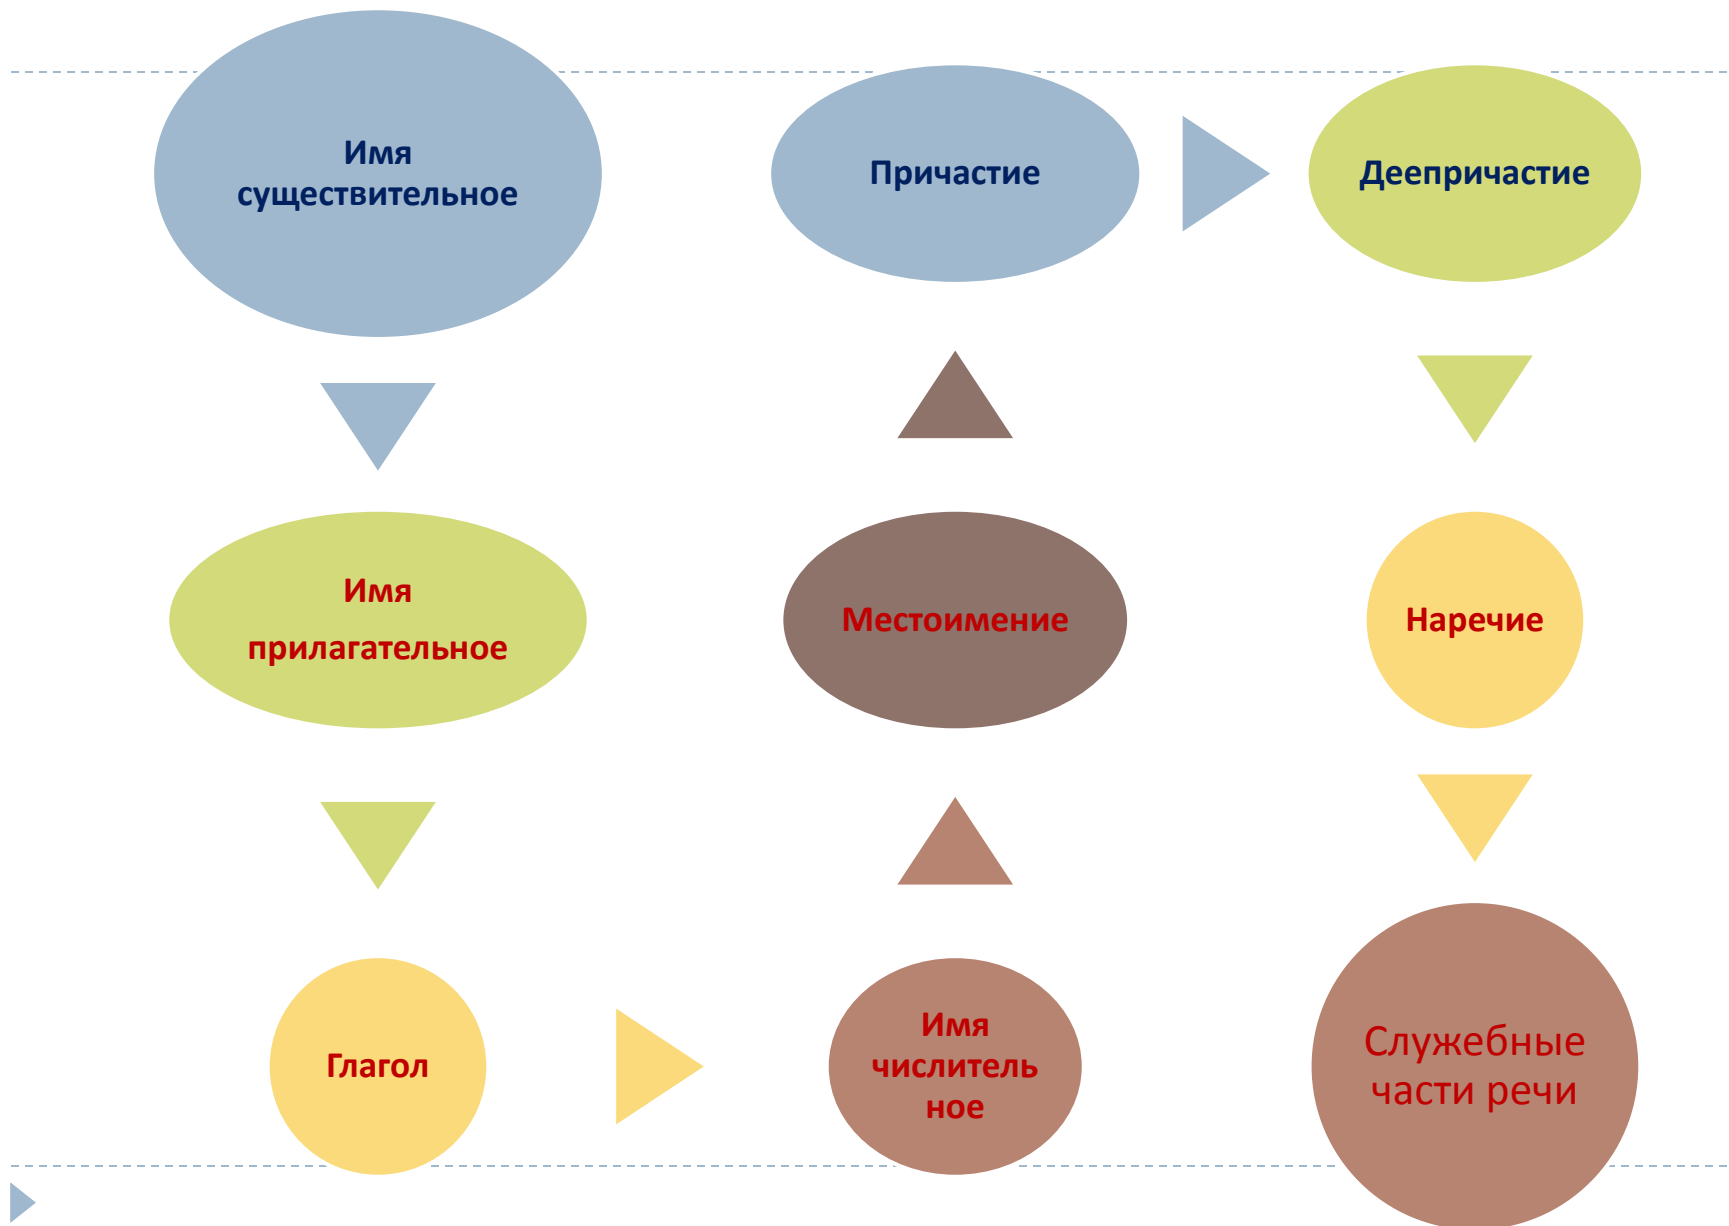 Имя
существительное
Имя
прилагательное
Глагол
Имя
числитель
ное
Местоимение
Причастие
Деепричастие
Наречие
Служебные
части речи